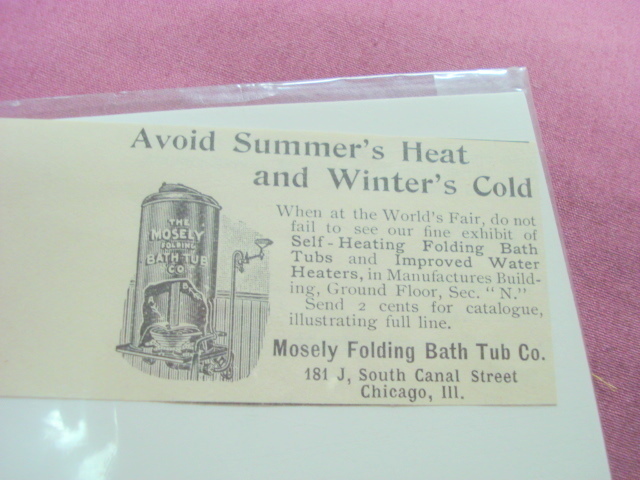 Avoid Summer's Heat
and Winter's Cold
THE
MOSELY
FOLDING
BATH TUB
CO.
When at the World's Fair, do not
fail to see our fine exhibit of
Self-Heating Folding Bath
Tubs and Improved Water
Heaters, in Manufactures Build-
ing, Ground Floor, Sec. "N."
Send 2 cents for catalogue,
illustrating full line.
Mosely Folding Bath Tub Co.
181 J, South Canal Street
Chicago, Ill.